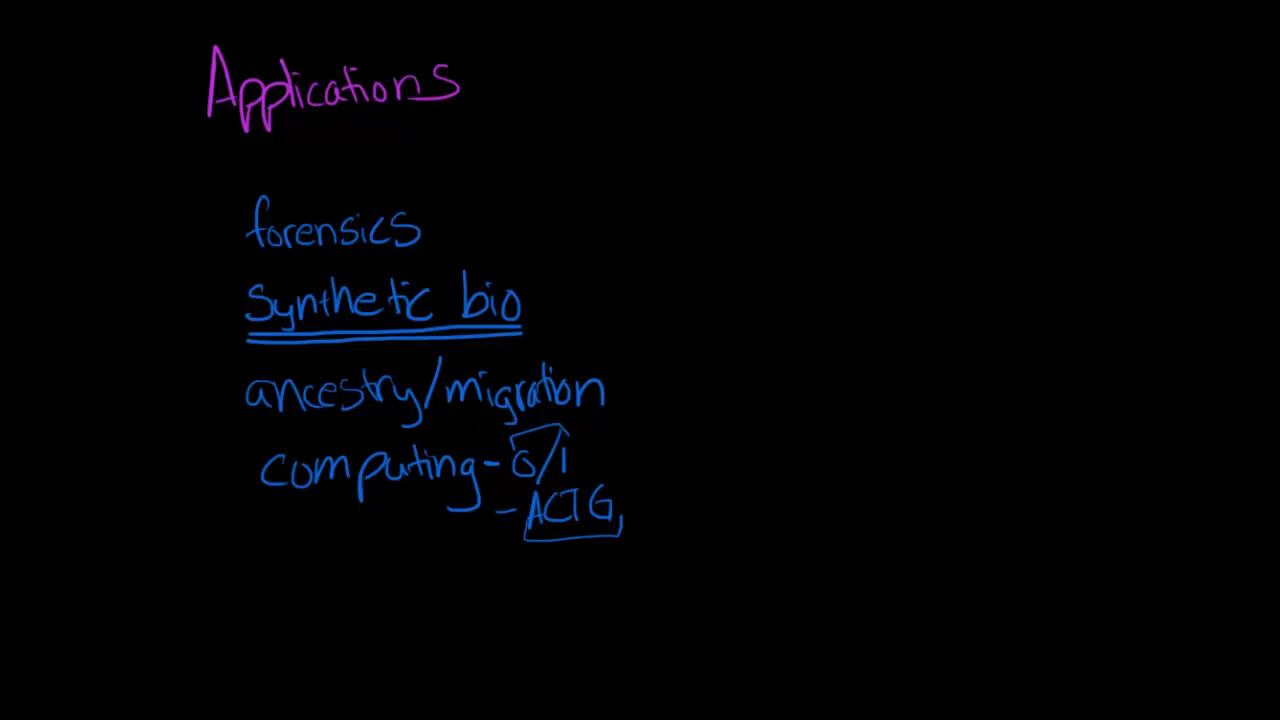 Applications
forensics
Synthetic bio
ancestry/migration
computing - 0/1
- ACTG